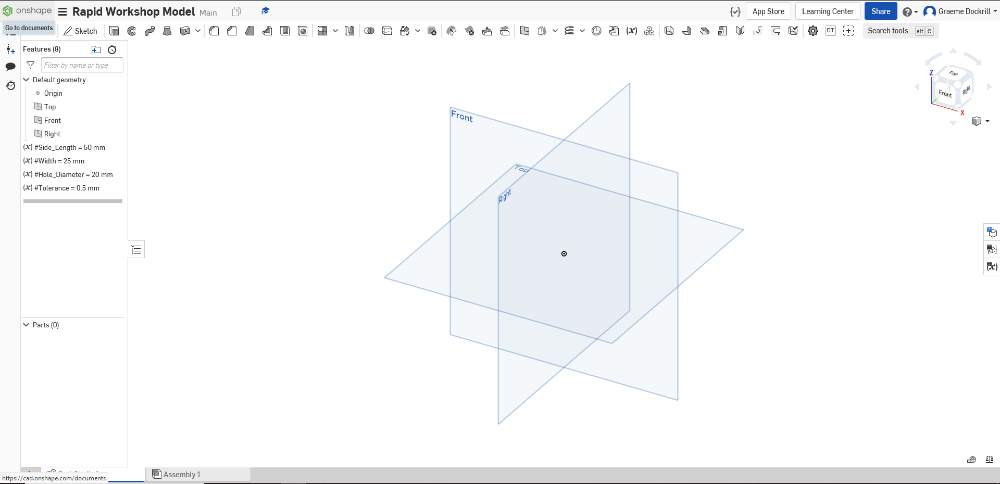 onshape Rapid Workshop Model Main App Store Learning Center Share Graeme Dockrill
Go to documents
Sketch DT Search tools... alt C
Features (8)
Filter by name or type
Default geometry
Origin
Top
Front
Right
(x) #Side_Length = 50 mm
(x) #Width = 25 mm
(x) #Hole_Diameter = 20 mm
(x) #Tolerance = 0.5 mm
Parts (0)
Front
Top
Right
Z
Top
Front
Right
Y
X
Assembly 1
https://cad.onshape.com/documents